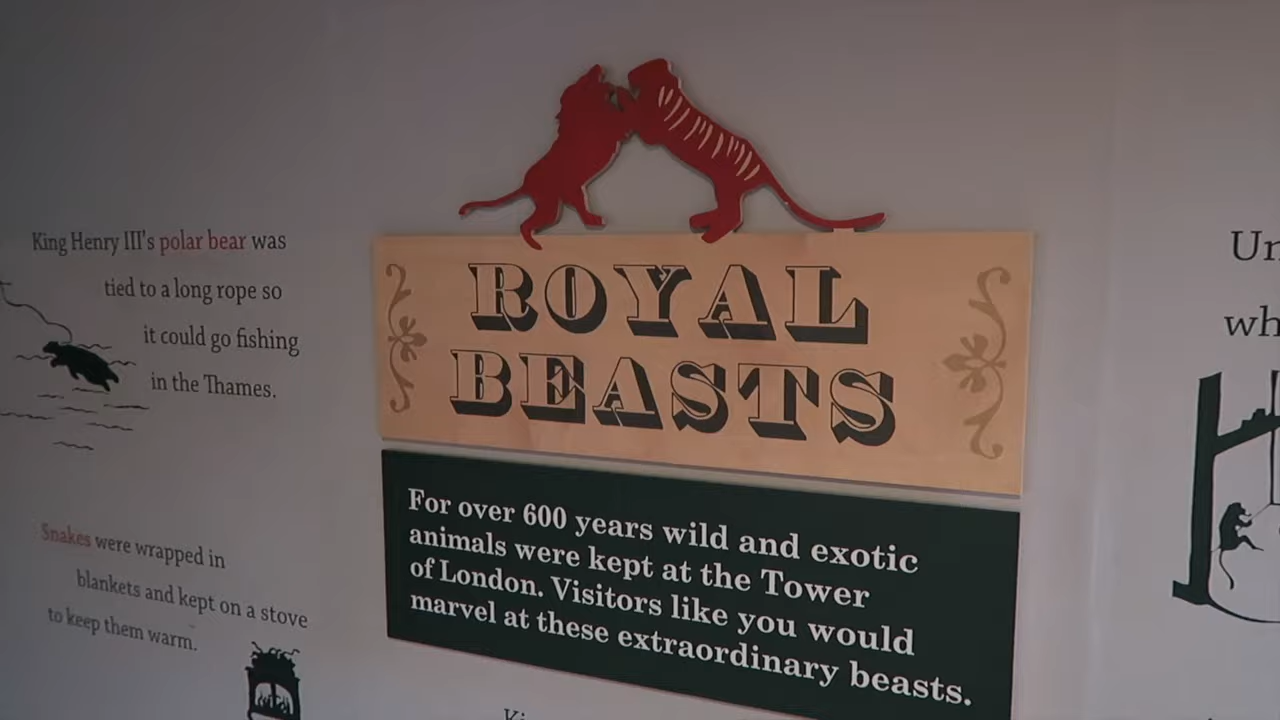 King Henry III's polar bear was
tied to a long rope so
it could go fishing
in the Thames.
Snakes were wrapped in
blankets and kept on a stove
to keep them warm.
ROYAL
BEASTS
For over 600 years wild and exotic
animals were kept at the Tower
of London. Visitors like you would
marvel at these extraordinary beasts.